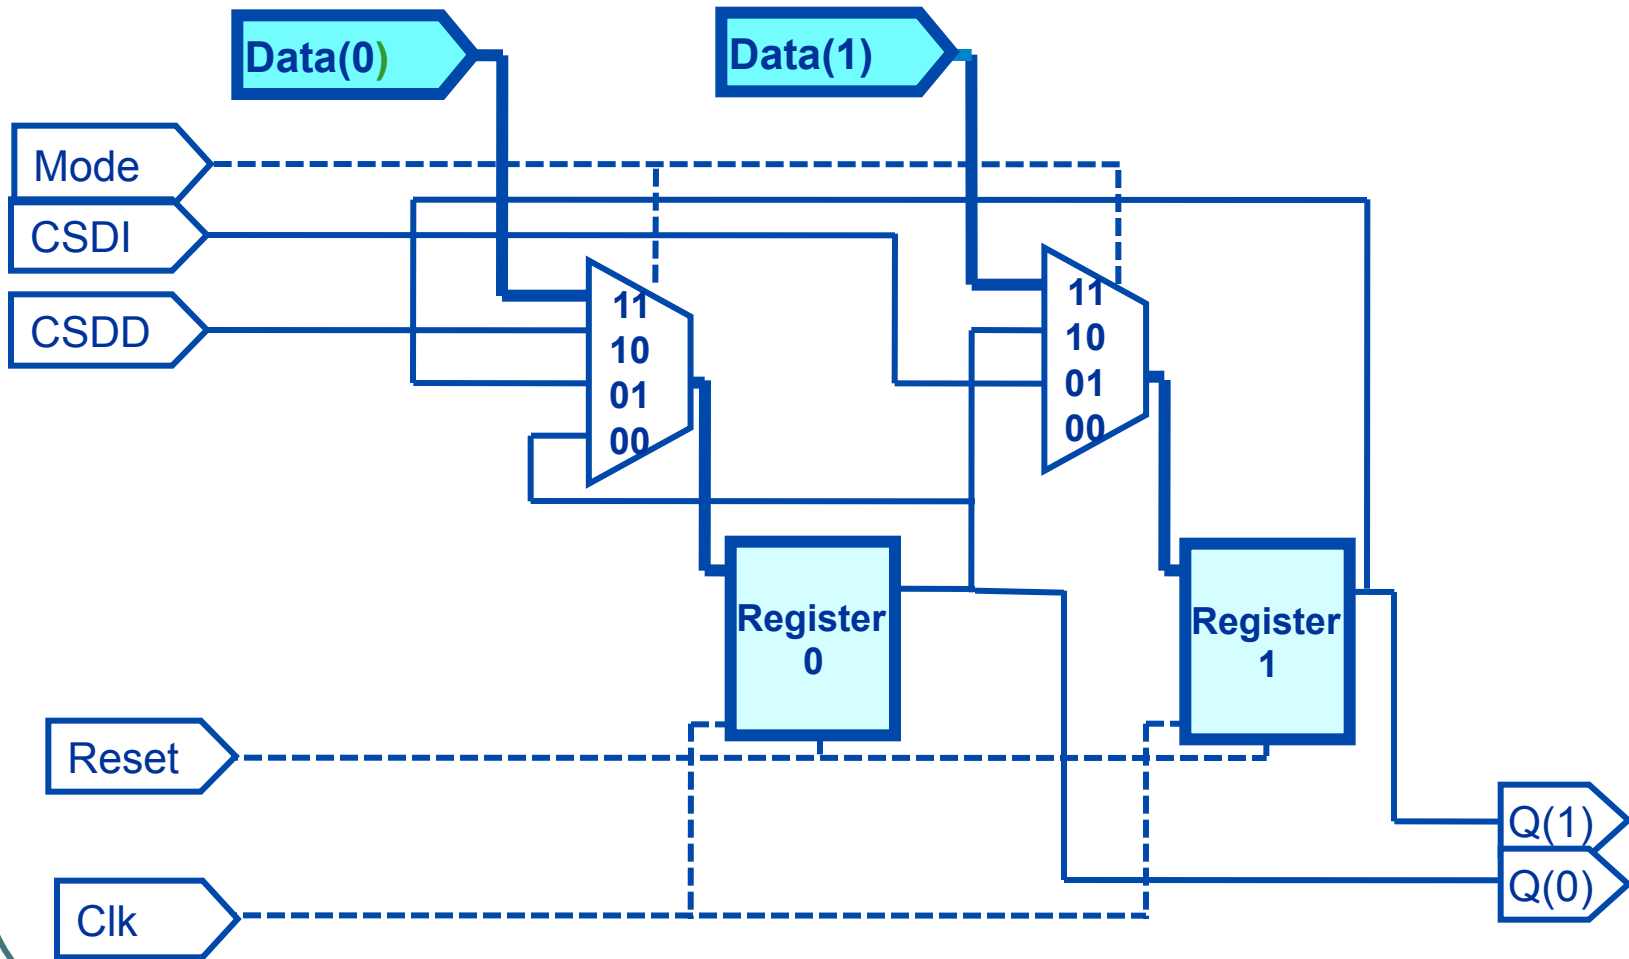 Data(0)
Data(1)
Mode
CSDI
CSDD
11
10
01
00
11
10
01
00
Register
0
Register
1
Reset
Clk
Q(1)
Q(0)